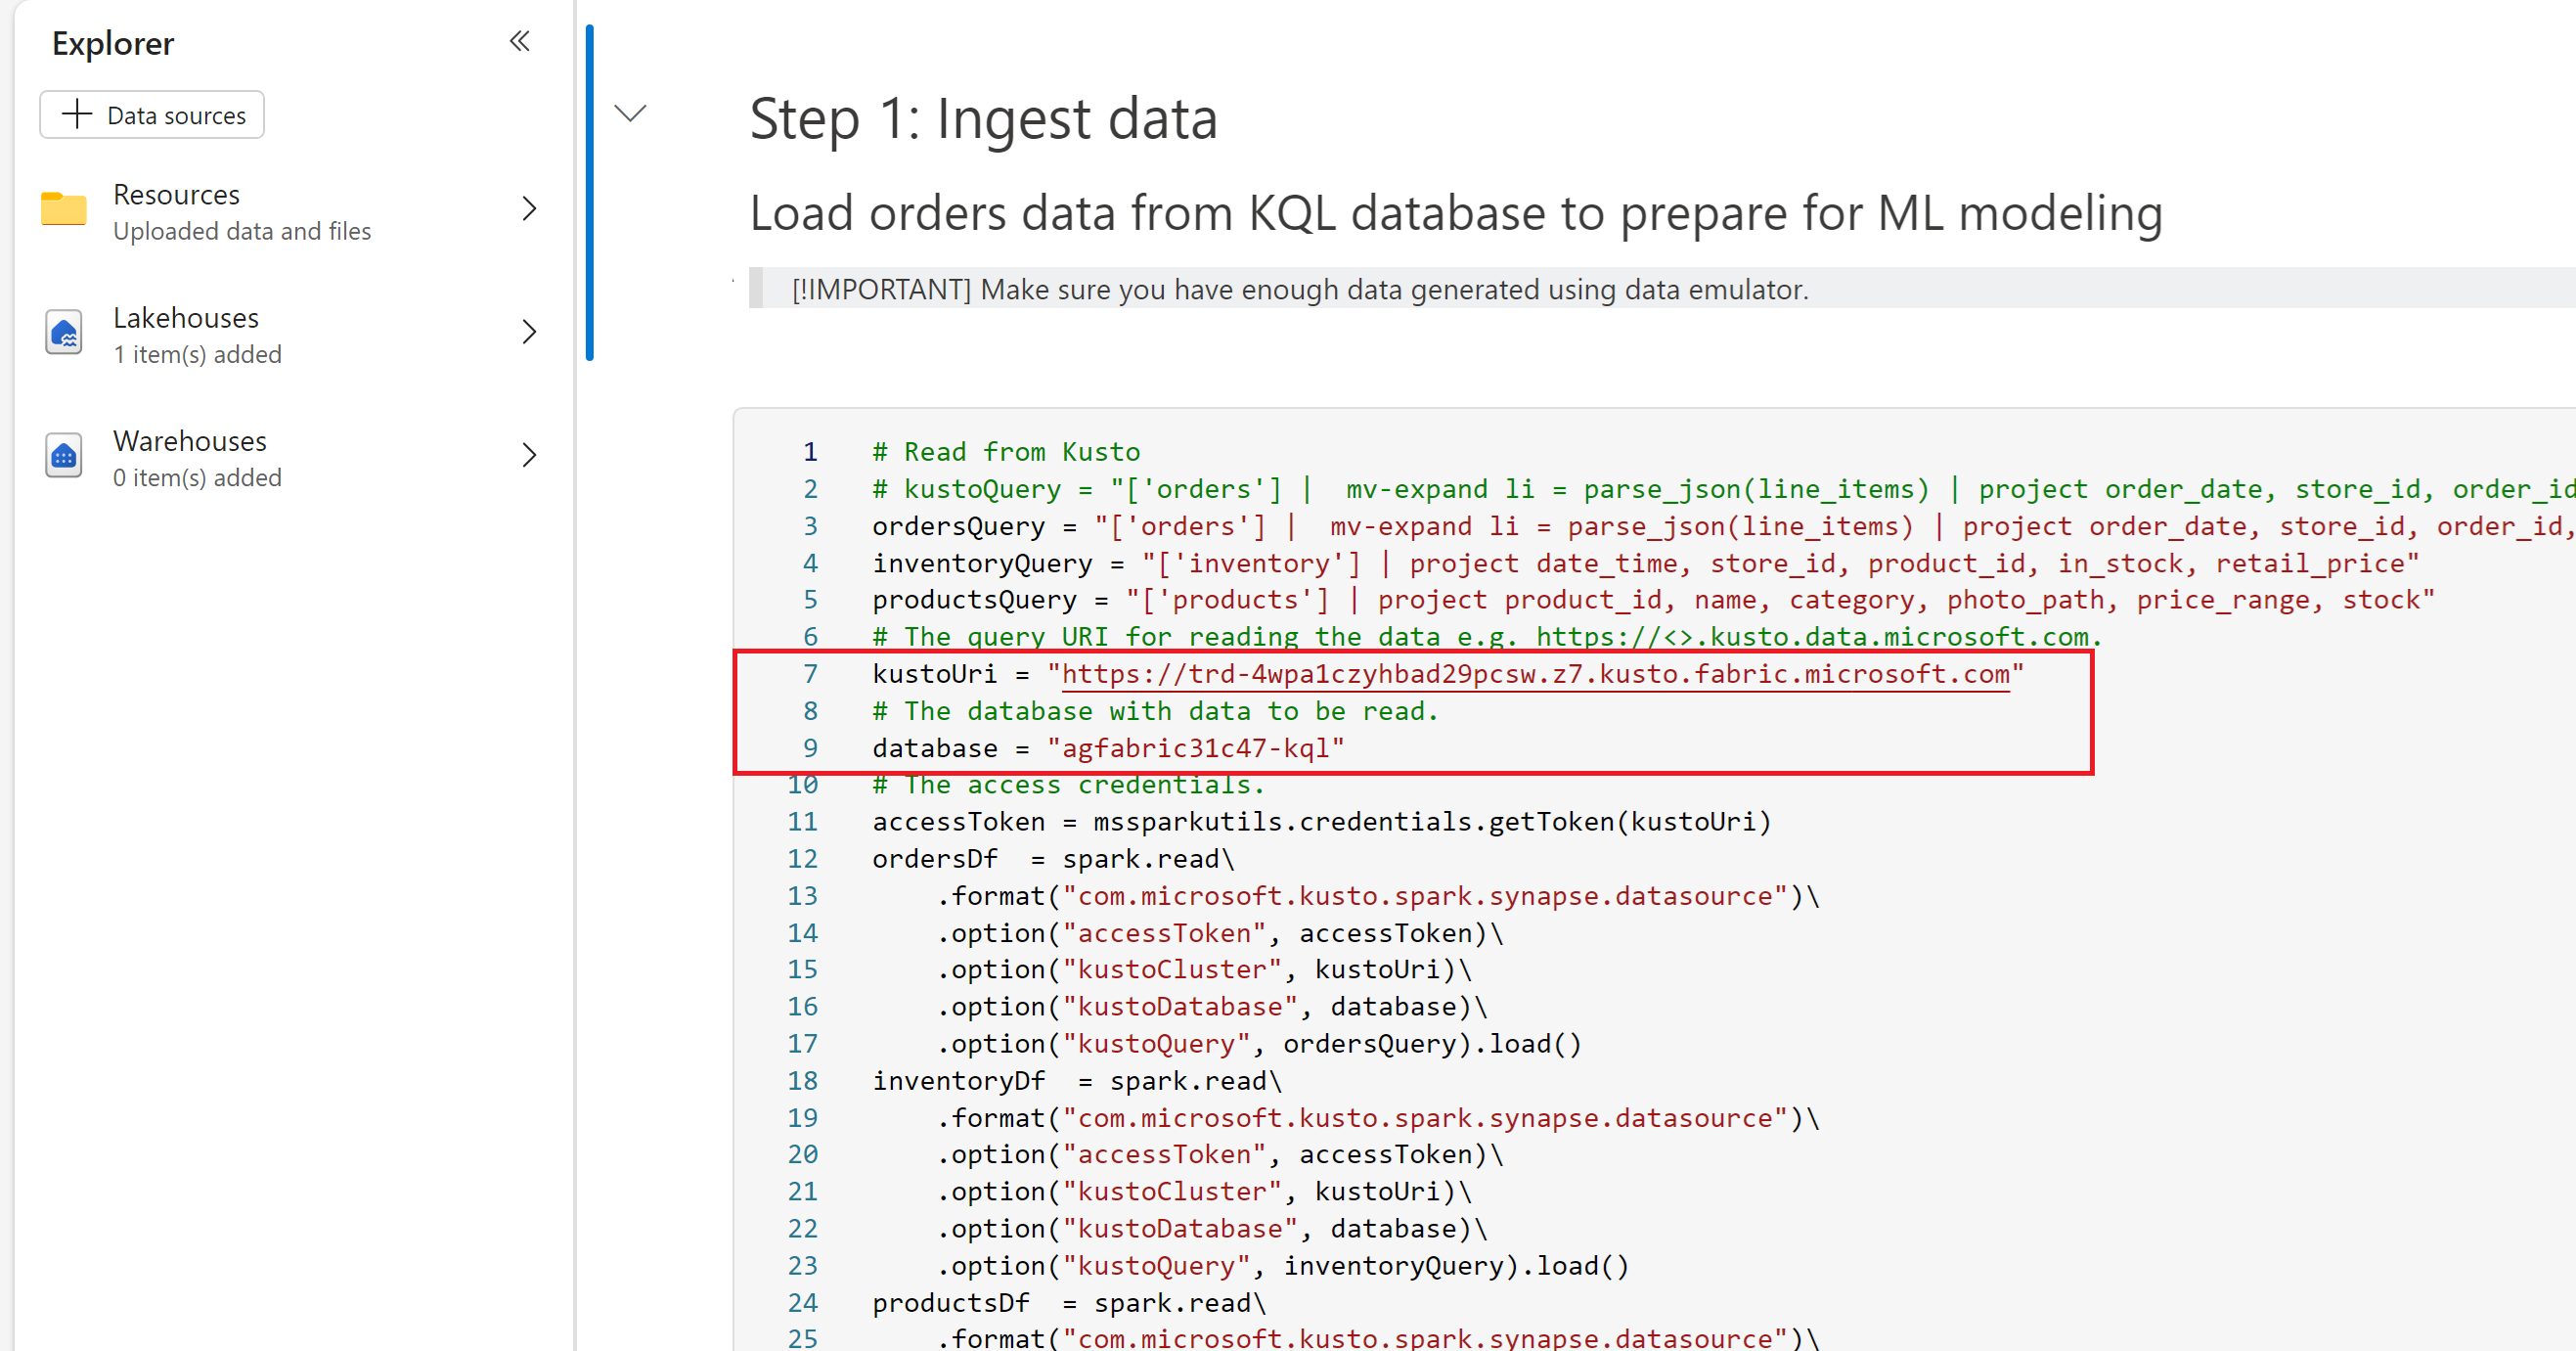 Explorer
Data sources
Resources
Uploaded data and files
Lakehouses
1 item(s) added
Warehouses
0 item(s) added
Step 1: Ingest data
Load orders data from KQL database to prepare for ML modeling
[!IMPORTANT] Make sure you have enough data generated using data emulator.
1 # Read from Kusto
2 # kustoQuery = "['orders'] |  mv-expand li = parse_json(line_items) | project order_date, store_id, order_id
3 ordersQuery = "['orders'] |  mv-expand li = parse_json(line_items) | project order_date, store_id, order_id,
4 inventoryQuery = "['inventory'] | project date_time, store_id, product_id, in_stock, retail_price"
5 productsQuery = "['products'] | project product_id, name, category, photo_path, price_range, stock"
6 # The query URI for reading the data e.g. https://<>.kusto.data.microsoft.com.
7 kustoUri = "https://trd-4wpa1czyhbad29pcsw.z7.kusto.fabric.microsoft.com"
8 # The database with data to be read.
9 database = "agfabric31c47-kql"
10 # The access credentials.
11 accessToken = mssparkutils.credentials.getToken(kustoUri)
12 ordersDf  = spark.read\
13     .format("com.microsoft.kusto.spark.synapse.datasource")\
14     .option("accessToken", accessToken)\
15     .option("kustoCluster", kustoUri)\
16     .option("kustoDatabase", database)\
17     .option("kustoQuery", ordersQuery).load()
18 inventoryDf  = spark.read\
19     .format("com.microsoft.kusto.spark.synapse.datasource")\
20     .option("accessToken", accessToken)\
21     .option("kustoCluster", kustoUri)\
22     .option("kustoDatabase", database)\
23     .option("kustoQuery", inventoryQuery).load()
24 productsDf  = spark.read\
25     .format("com.microsoft.kusto.spark.synapse.datasource")\